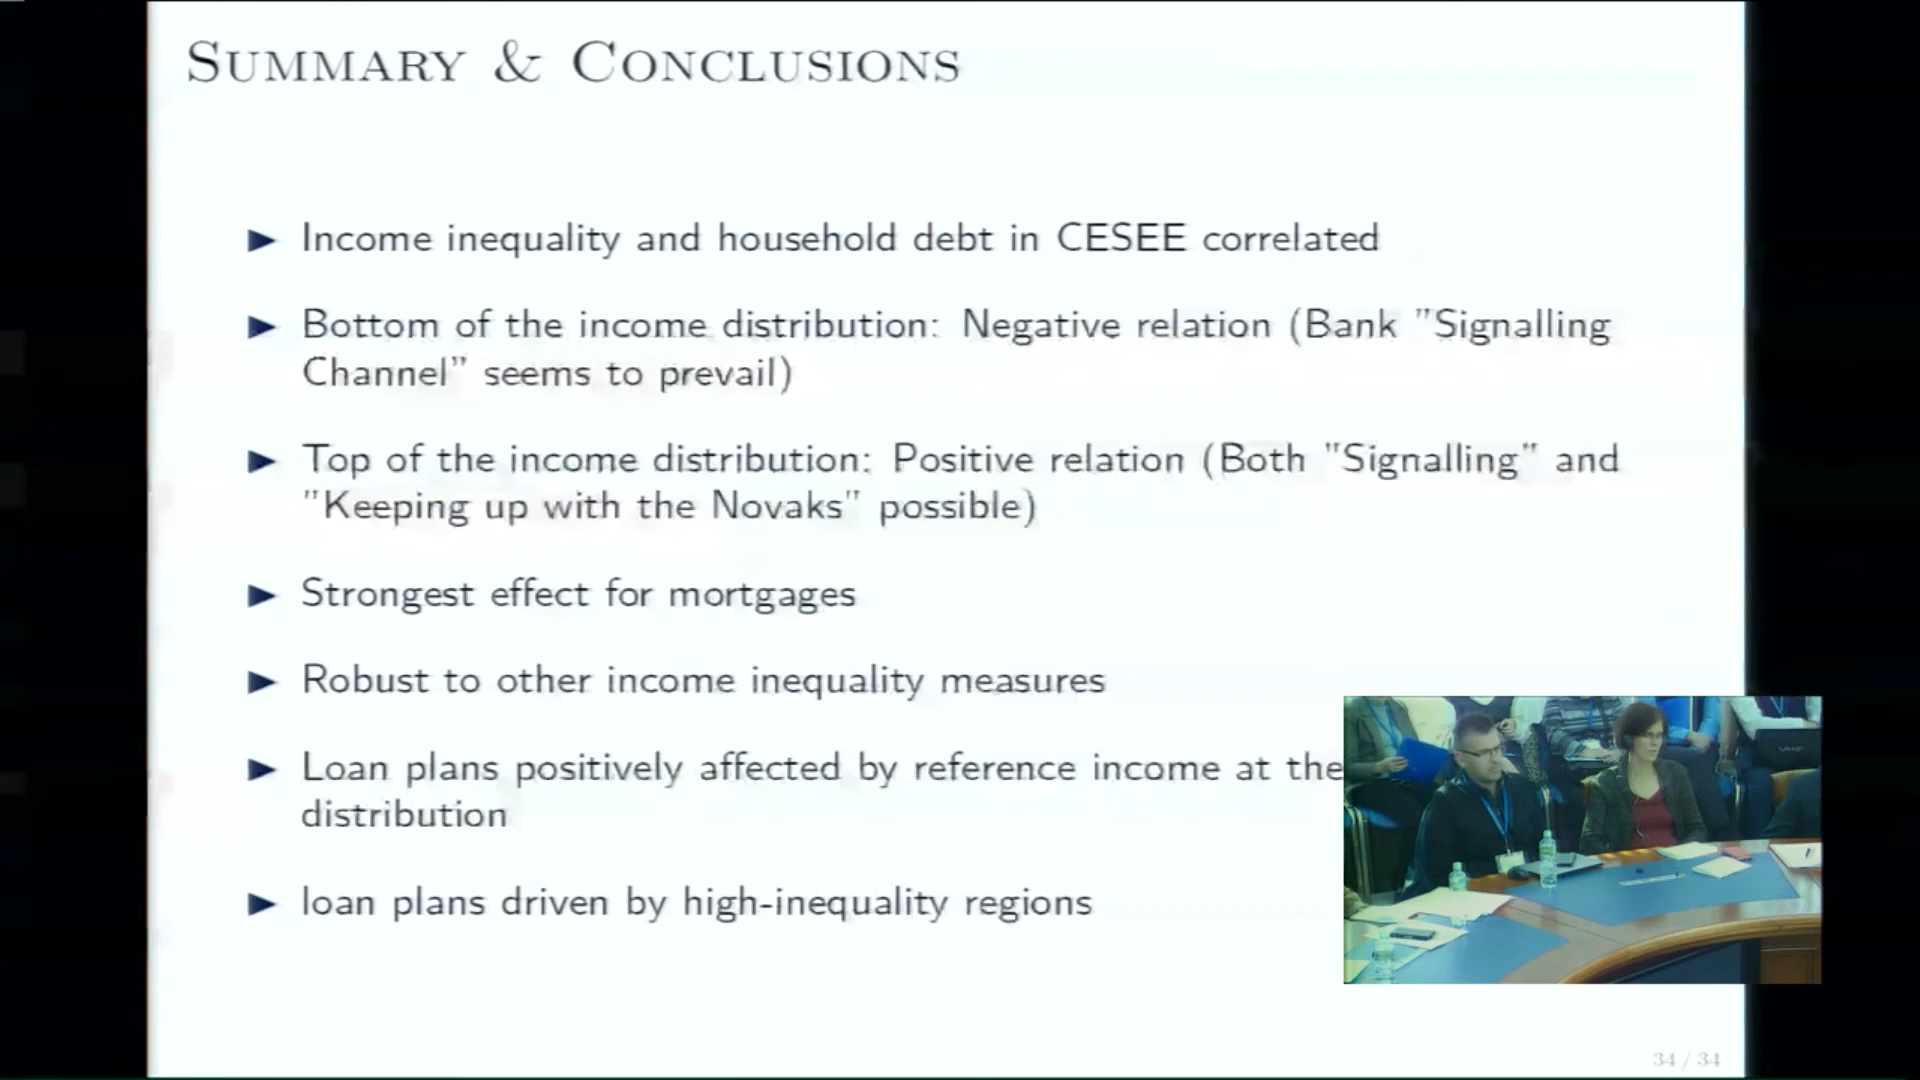 SUMMARY & CONCLUSIONS
Income inequality and household debt in CESEE correlated
Bottom of the income distribution: Negative relation (Bank "Signalling
Channel" seems to prevail)
Top of the income distribution: Positive relation (Both "Signalling" and
"Keeping up with the Novaks" possible)
Strongest effect for mortgages
Robust to other income inequality measures
Loan plans positively affected by reference income at the
distribution
loan plans driven by high-inequality regions
34 / 34